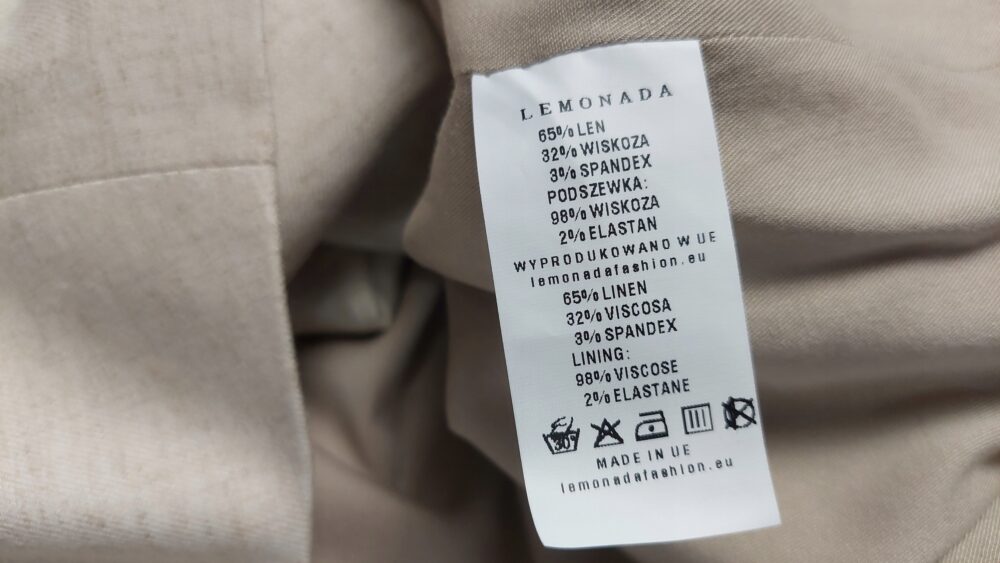 LEMONADA
65% LEN
32% WISKOZA
3% SPANDEX
PODSZEWKA:
98% WISKOZA
2% ELASTAN
WYPRODUKOWANO W UE
lemonadafashion.eu
65% LINEN
32% VISCOSA
3% SPANDEX
LINING:
98% VISCOSE
2% ELASTANE
30°
MADE IN UE
lemonadafashion.eu